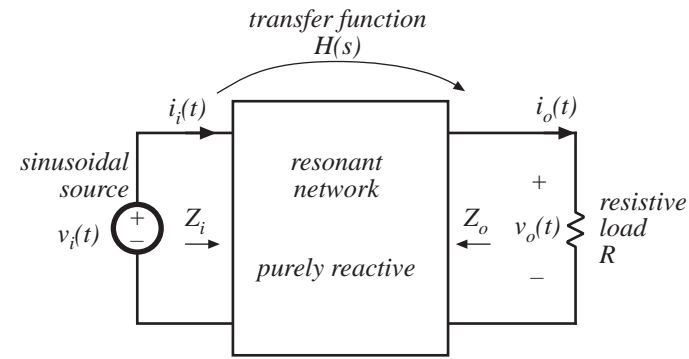 transfer function
H(s)
i_i(t)
i_o(t)
sinusoidal
source
v_i(t)
+
–
Z_i
resonant
network
purely reactive
Z_o
+
v_o(t)
–
resistive
load
R